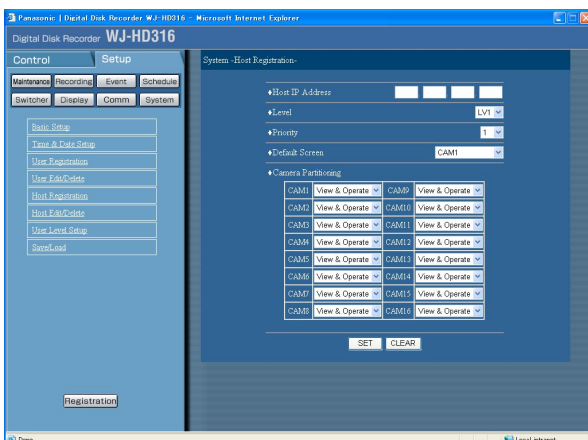 Panasonic | Digital Disk Recorder WJ-HD316 - Microsoft Internet Explorer
Digital Disk Recorder WJ-HD316
Control Setup
Maintenance Recording Event Schedule
Switcher Display Comm System
Basic Setup
Time & Date Setup
User Registration
User Edit/Delete
Host Registration
Host Edit/Delete
User Level Setup
Save/Load
Registration
System -Host Registration-
♦Host IP Address
♦Level LV1
♦Priority 1
♦Default Screen CAM1
♦Camera Partitioning
CAM1 View & Operate CAM9 View & Operate
CAM2 View & Operate CAM10 View & Operate
CAM3 View & Operate CAM11 View & Operate
CAM4 View & Operate CAM12 View & Operate
CAM5 View & Operate CAM13 View & Operate
CAM6 View & Operate CAM14 View & Operate
CAM7 View & Operate CAM15 View & Operate
CAM8 View & Operate CAM16 View & Operate
SET CLEAR
Local intranet